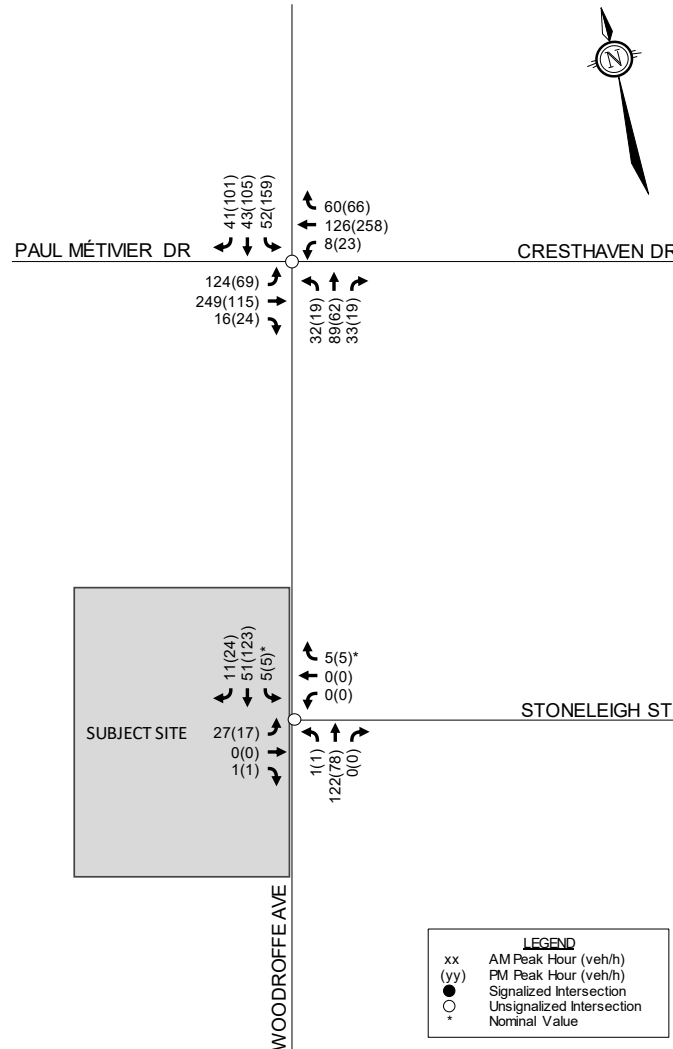 N
41(101)
43(105)
52(159)
60(66)
126(258)
8(23)
PAUL MÉTIVIER DR
CRESTHAVEN DR
124(69)
249(115)
16(24)
32(19)
89(62)
33(19)
11(24)
51(123)
5(5)*
5(5)*
0(0)
0(0)
SUBJECT SITE
STONELEIGH ST
27(17)
0(0)
1(1)
1(1)
122(78)
0(0)
WOODROFFE AVE
LEGEND
xx AM Peak Hour (veh/h)
(yy) PM Peak Hour (veh/h)
Signalized Intersection
Unsignalized Intersection
* Nominal Value